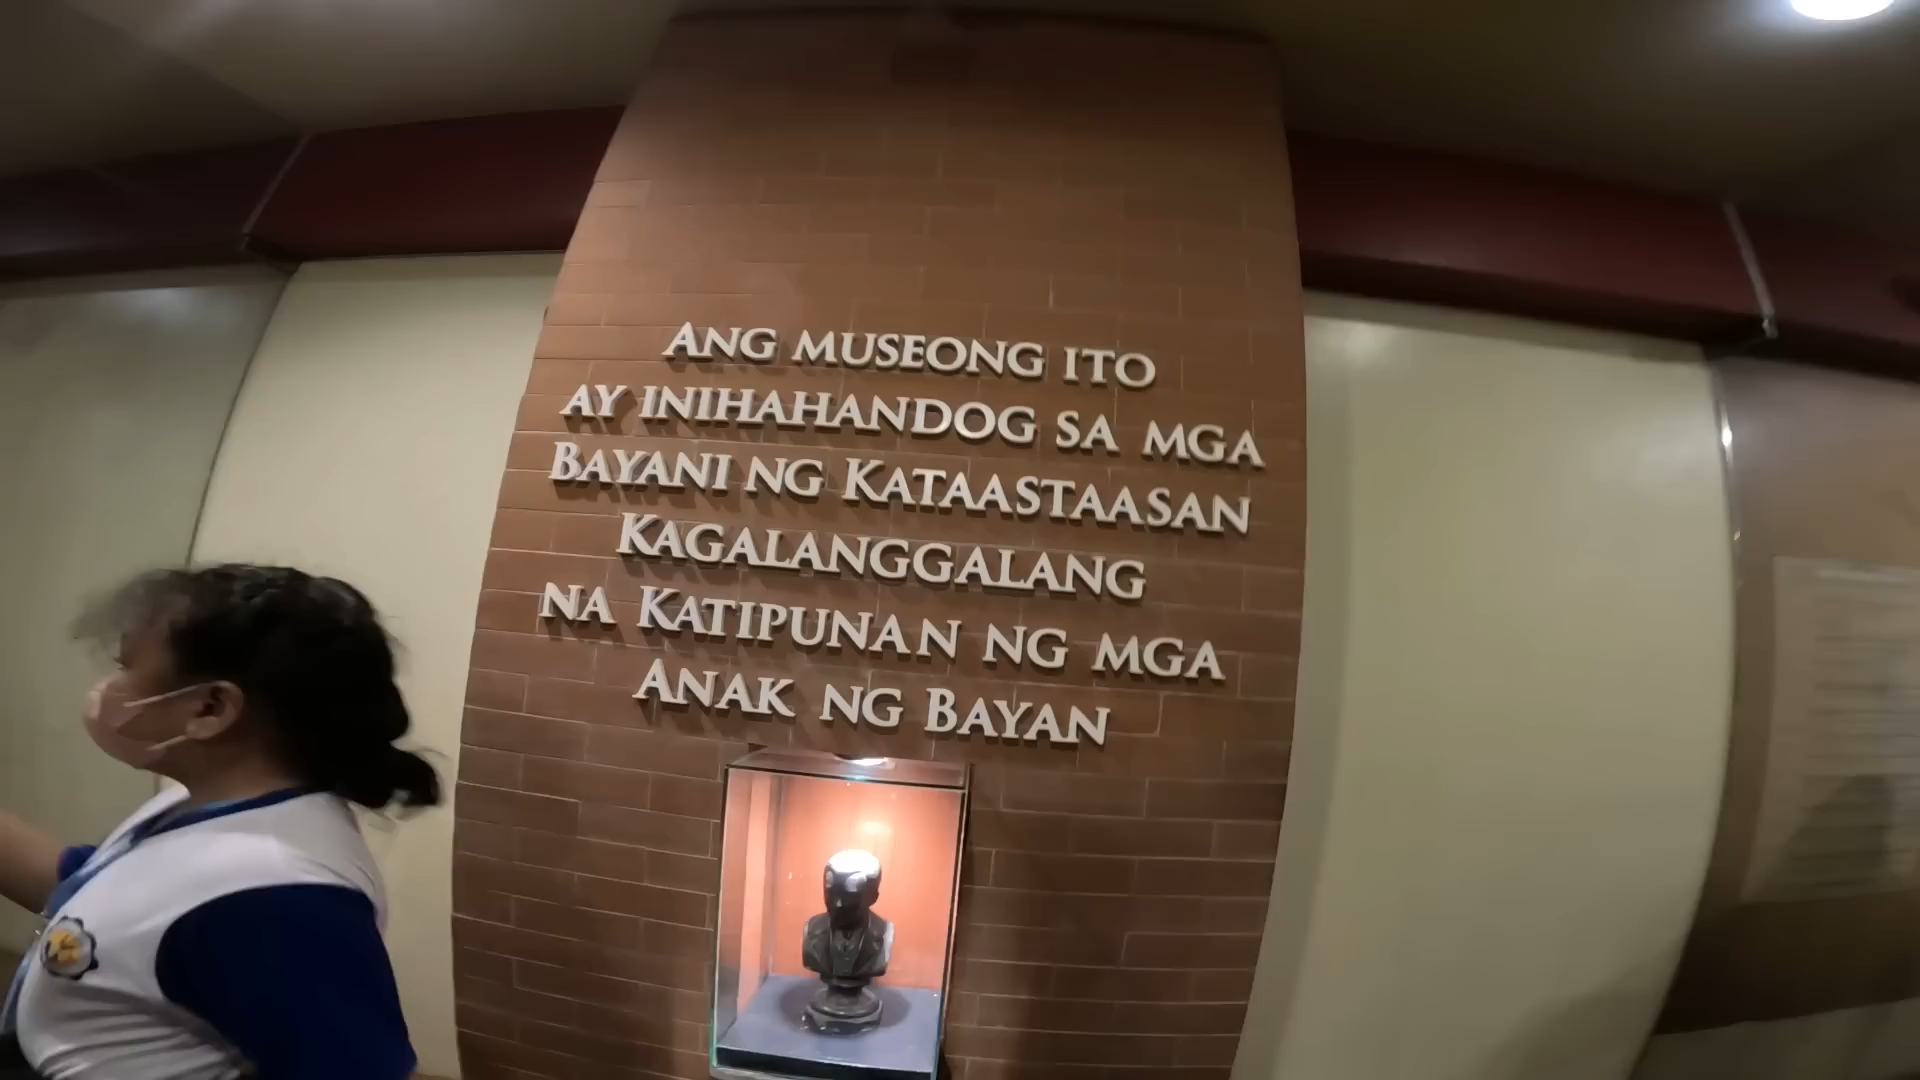 ANG MUSEONG ITO
AY INIHAHANDOG SA MGA
BAYANI NG KATAASTAASAN
KAGALANGGALANG
NA KATIPUNAN NG MGA
ANAK NG BAYAN